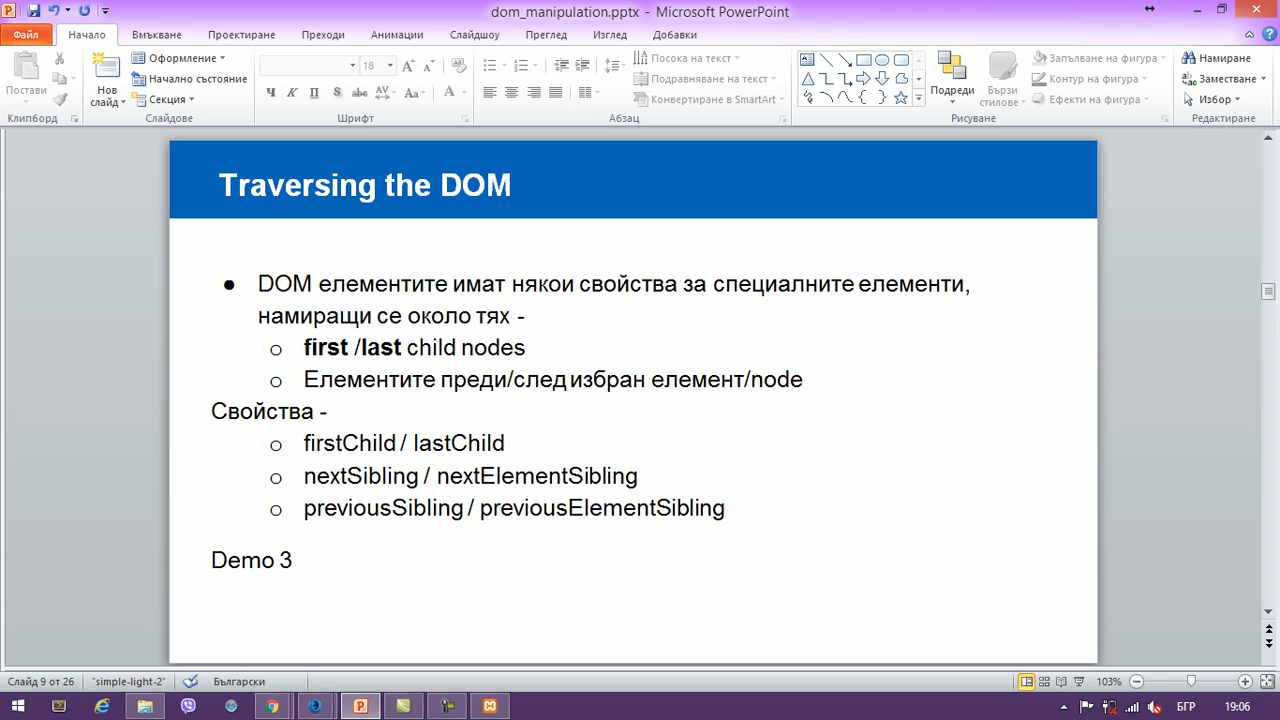 dom_manipulation.pptx - Microsoft PowerPoint
Файл Начало Вмъкване Проектиране Преходи Анимации Слайдшоу Преглед Изглед Добавки
Постави
Клипборд
Нов слайд
Оформление
Начално състояние
Секция
Слайдове
18
Шрифт
Посока на текст
Подравняване на текст
Конвертиране в SmartArt
Абзац
Подреди
Бързи стилове
Запълване на фигура
Контур на фигура
Ефекти на фигура
Рисуване
Намиране
Заместване
Избор
Редактиране
Traversing the DOM
● DOM елементите имат някои свойства за специалните елементи,
намиращи се около тях -
o first /last child nodes
o Елементите преди/след избран елемент/node
Свойства -
o firstChild / lastChild
o nextSibling / nextElementSibling
o previousSibling / previousElementSibling
Demo 3
Слайд 9 от 26 "simple-light-2" Български 103%
БГР 19:06